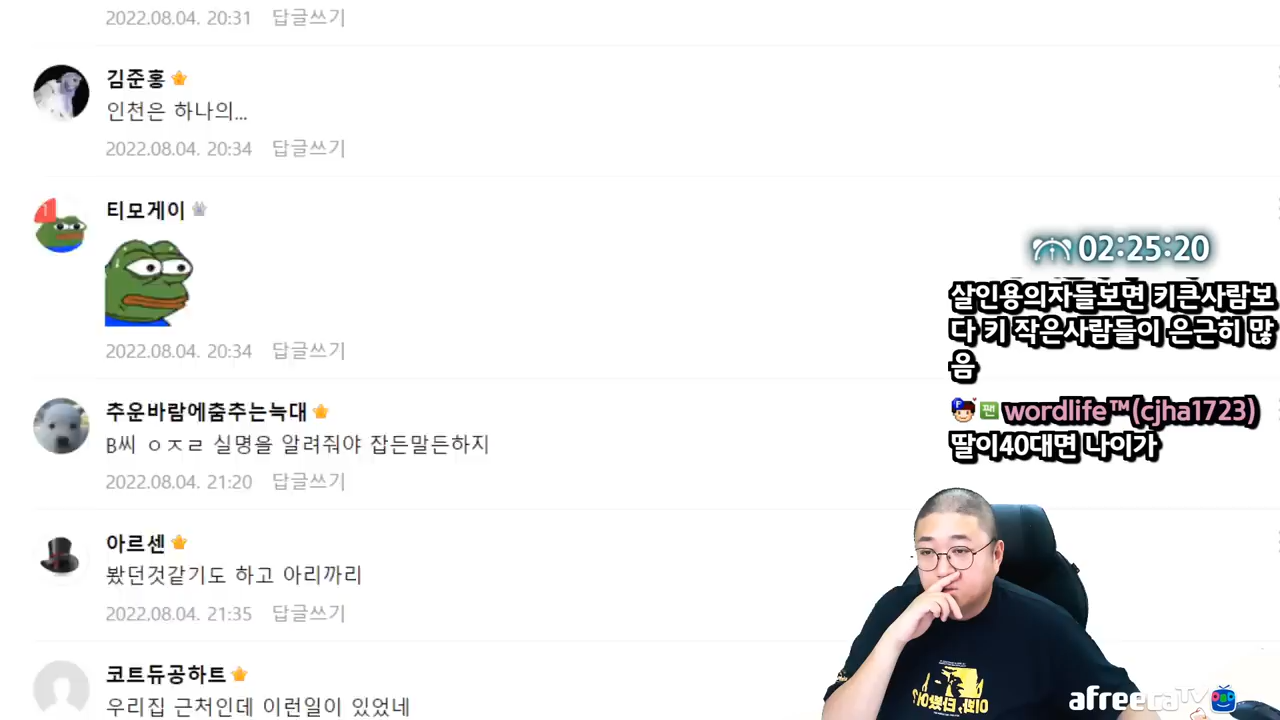 2022.08.04. 20:31 답글쓰기
김준홍
인천은 하나의...
2022.08.04. 20:34 답글쓰기
1
티모게이
2022.08.04. 20:34 답글쓰기
추운바람에춤추는늑대
B씨 ㅇㅈㄹ 실명을 알려줘야 잡든말든하지
2022.08.04. 21:20 답글쓰기
아르센
봤던것같기도 하고 아리까리
2022.08.04. 21:35 답글쓰기
코트듀공하트
우리집 근처인데 이런일이 있었네
02:25:20
살인용의자들보면 키큰사람보
다 키 작은사람들이 은근히 많
음
F 팬 wordlife™(cjha1723)
딸이40대면 나이가
afreecaTV